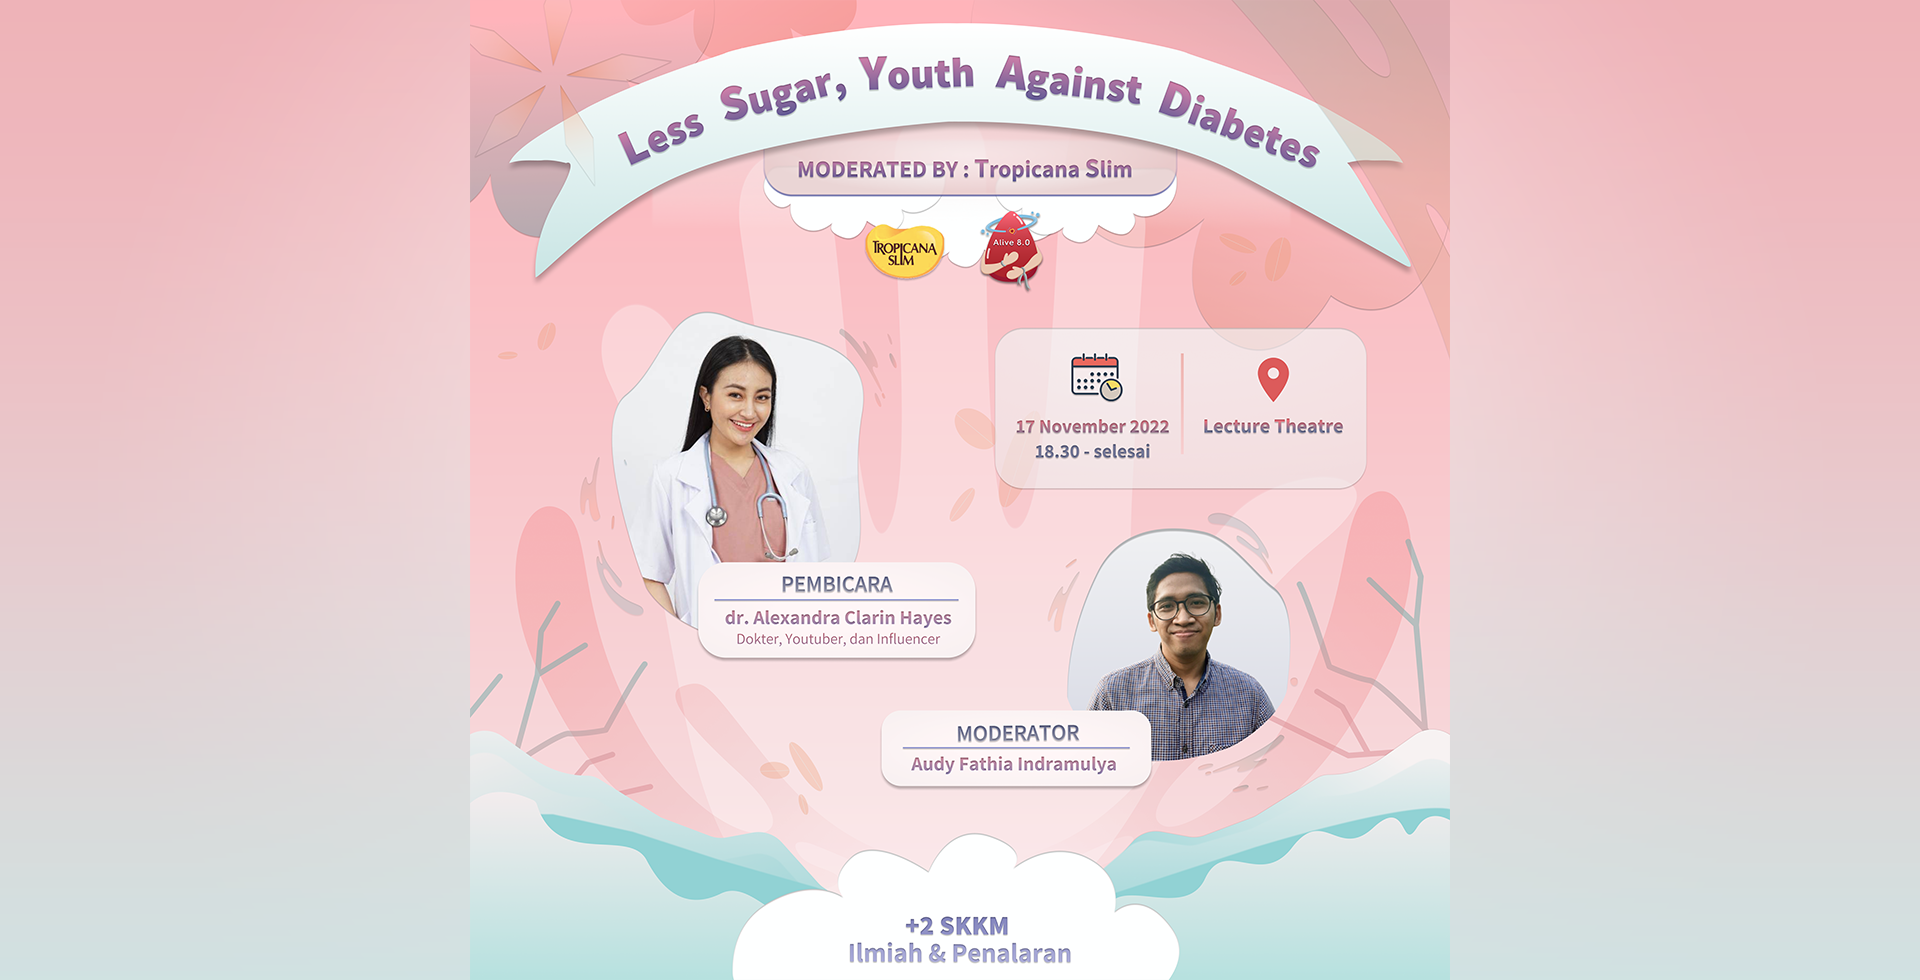 Less Sugar, Youth Against Diabetes
MODERATED BY : Tropicana Slim
TROPICANA
SLIM
Alive 8.0
17 November 2022
18.30 - selesai
Lecture Theatre
PEMBICARA
dr. Alexandra Clarin Hayes
Dokter, Youtuber, dan Influencer
MODERATOR
Audy Fathia Indramulya
+2 SKKM
Ilmiah & Penalaran